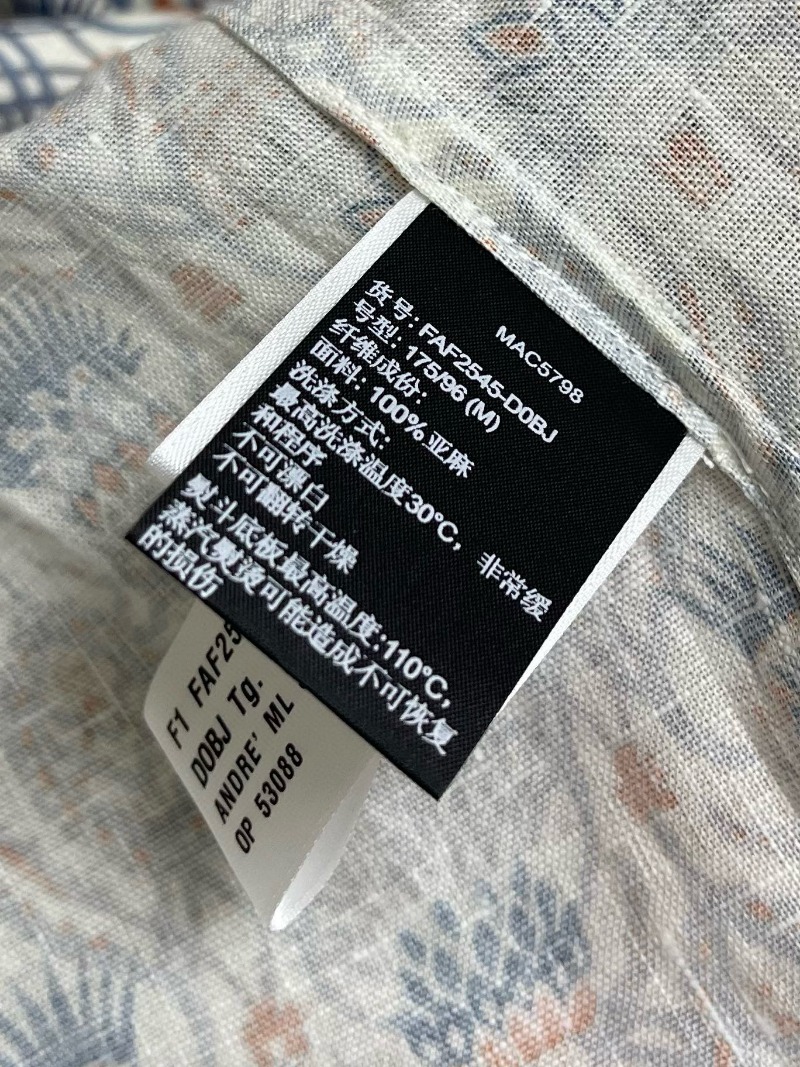 MAC5798
货号: FAF2545-D0BJ
号型: 175/96 (M)
纤维成份:
面料: 100% 亚麻
洗涤方式:
最高洗涤温度30°C, 非常缓
和程序
不可漂白
不可翻转干燥
熨斗底板最高温度:110°C,
蒸汽熨烫可能造成不可恢复
的损伤
F1 FAF25
D0BJ Tg.
ANDRE' ML
OP 53088